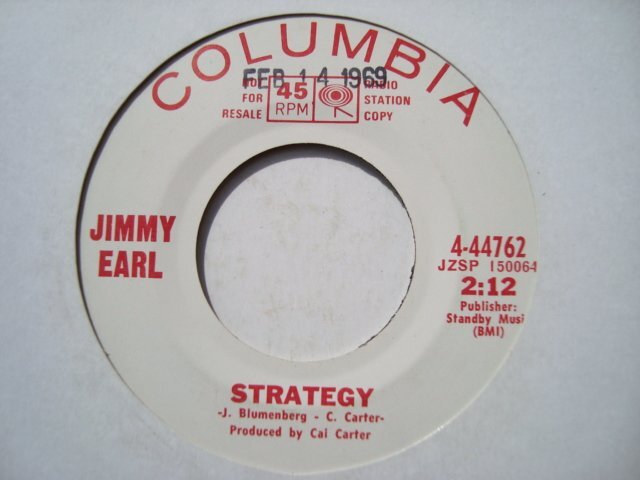 COLUMBIA
FEB 14 1969
FOR
RESALE
45
RPM
RADIO
STATION
COPY
JIMMY
EARL
4-44762
JZSP 150064
2:12
Publisher:
Standby Musi
(BMI)
STRATEGY
-J. Blumenberg - C. Carter-
Produced by Cal Carter